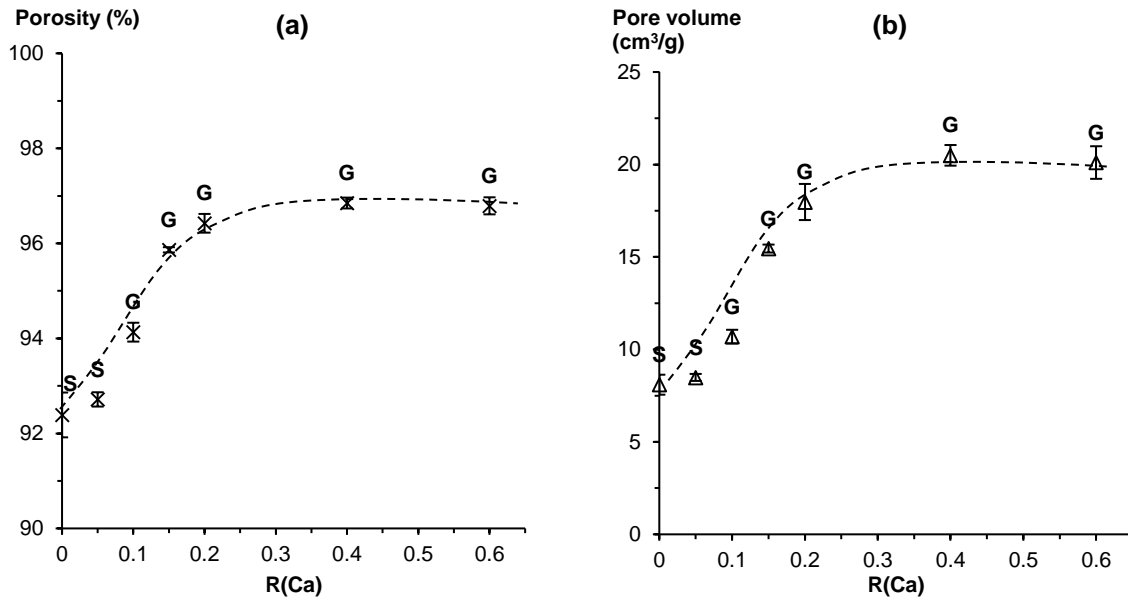 Porosity (%)
(a)
100
98
96
94
92
90
S
S
G
G
G
G
G
0
0.1
0.2
0.3
0.4
0.5
0.6
R(Ca)
Pore volume
(cm³/g)
(b)
25
20
15
10
5
0
S
S
G
G
G
G
G
0
0.1
0.2
0.3
0.4
0.5
0.6
R(Ca)